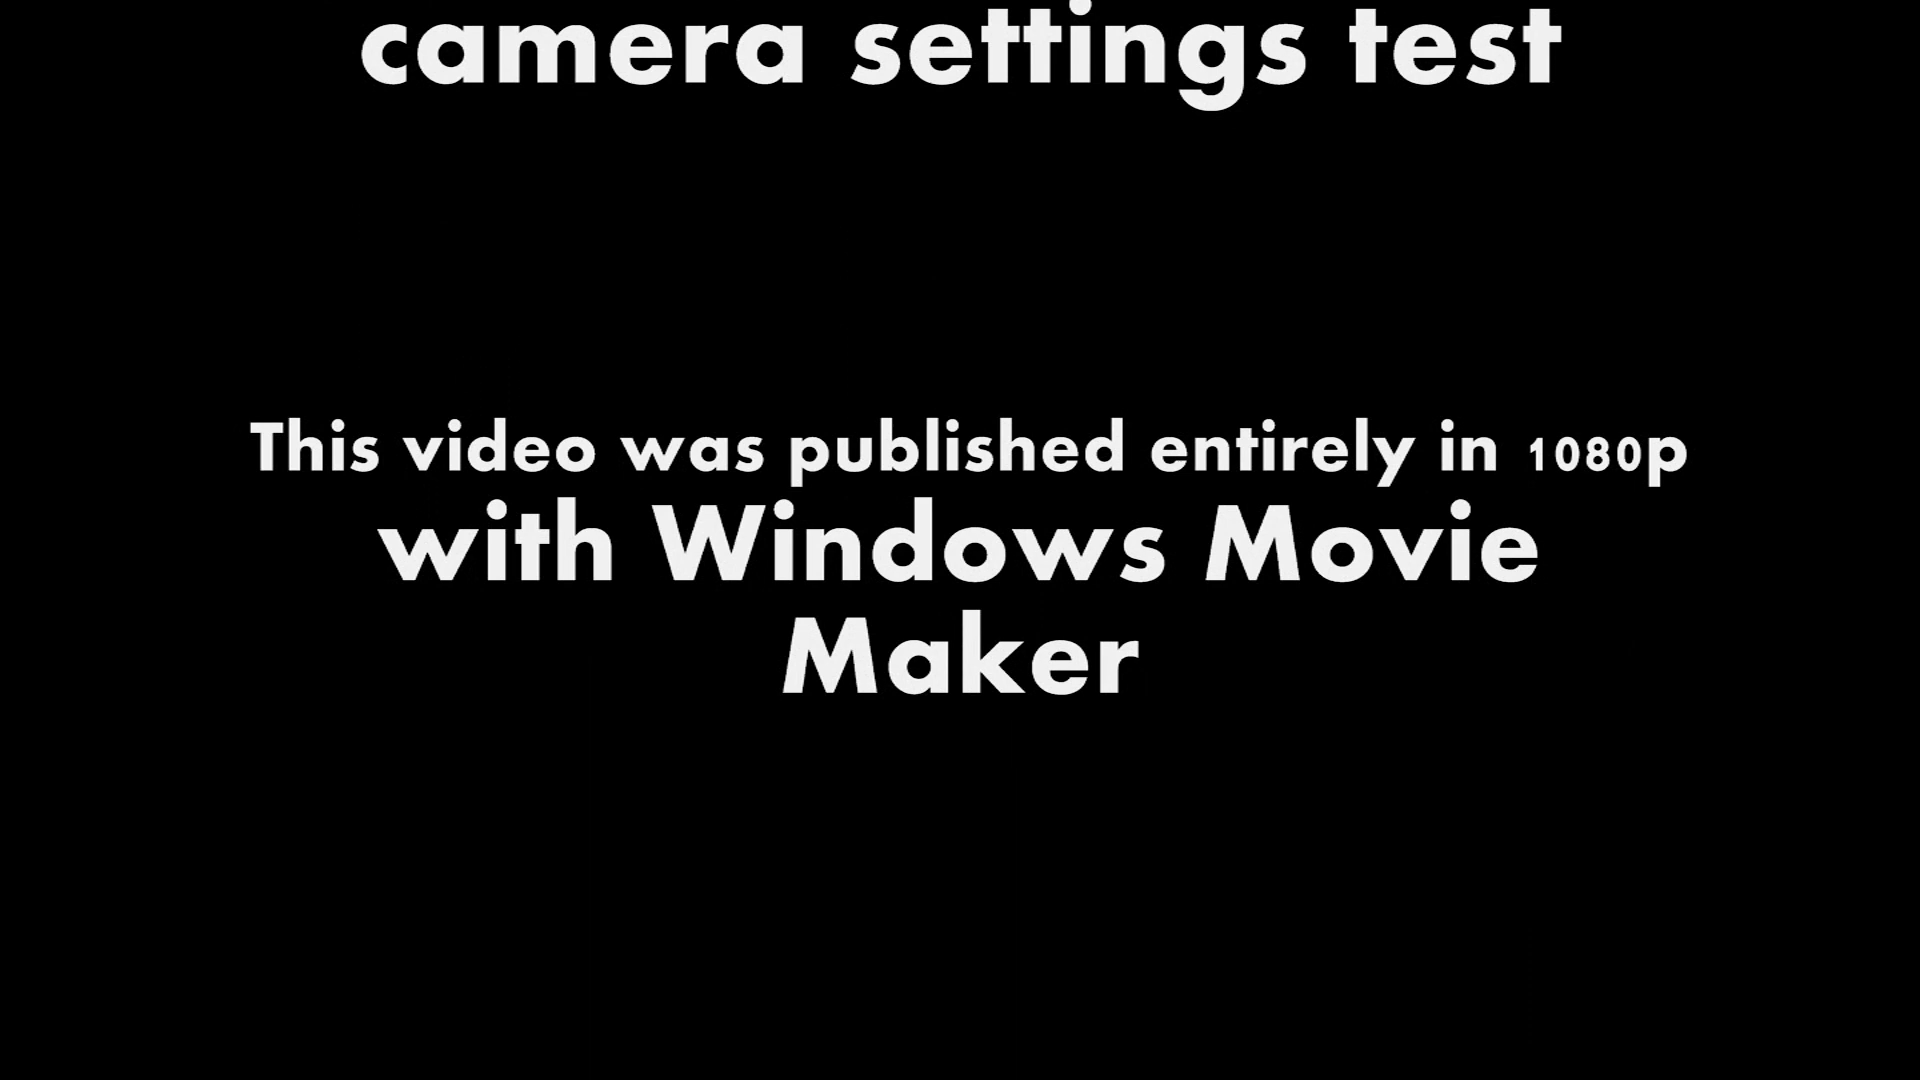 camera settings test
This video was published entirely in 1080p
with Windows Movie
Maker